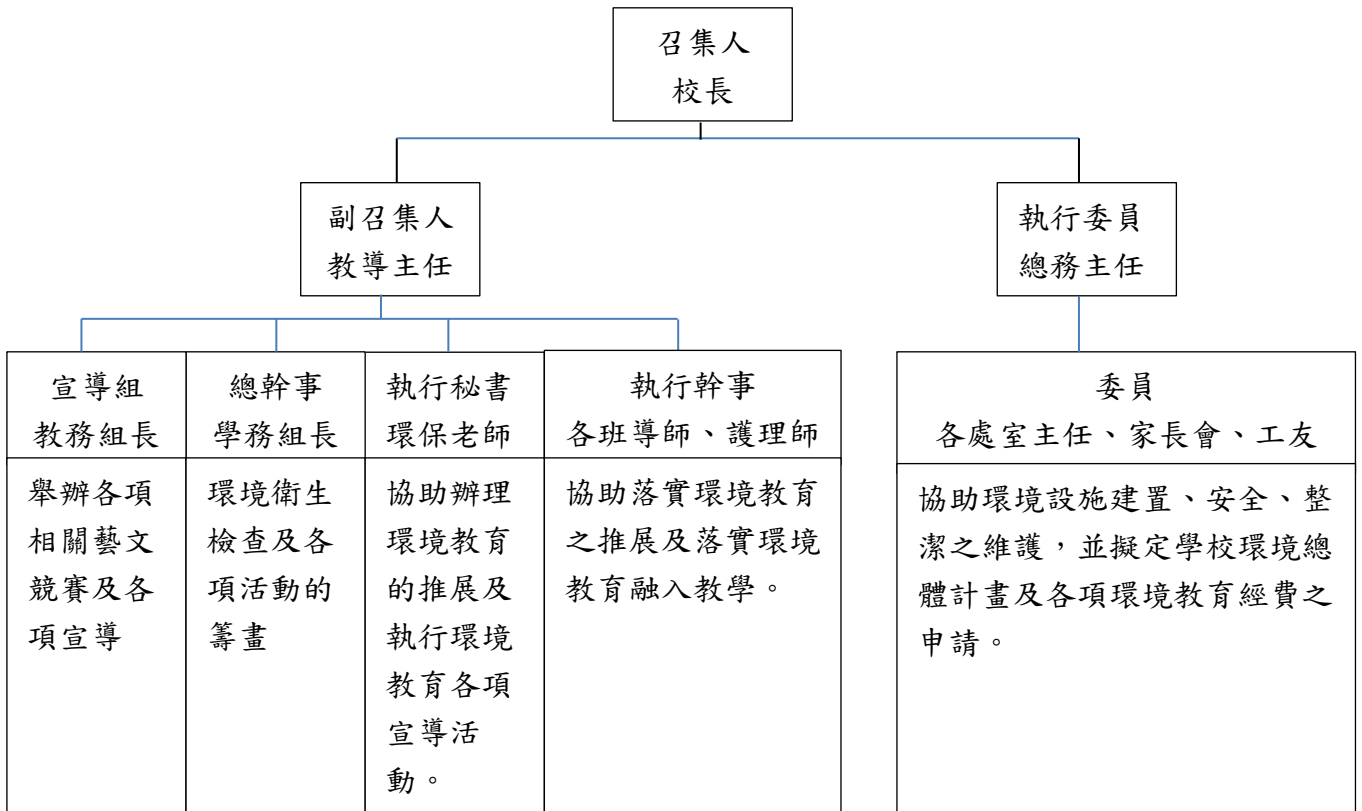 召集人
校長
副召集人
教導主任
執行委員
總務主任
宣導組
教務組長
總幹事
學務組長
執行秘書
環保老師
執行幹事
各班導師、護理師
委員
各處室主任、家長會、工友
舉辦各項
相關藝文
競賽及各
項宣導
環境衛生
檢查及各
項活動的
籌畫
協助辦理
環境教育
的推展及
執行環境
教育各項
宣導活
動。
協助落實環境教育
之推展及落實環境
教育融入教學。
協助環境設施建置、安全、整
潔之維護，並擬定學校環境總
體計畫及各項環境教育經費之
申請。